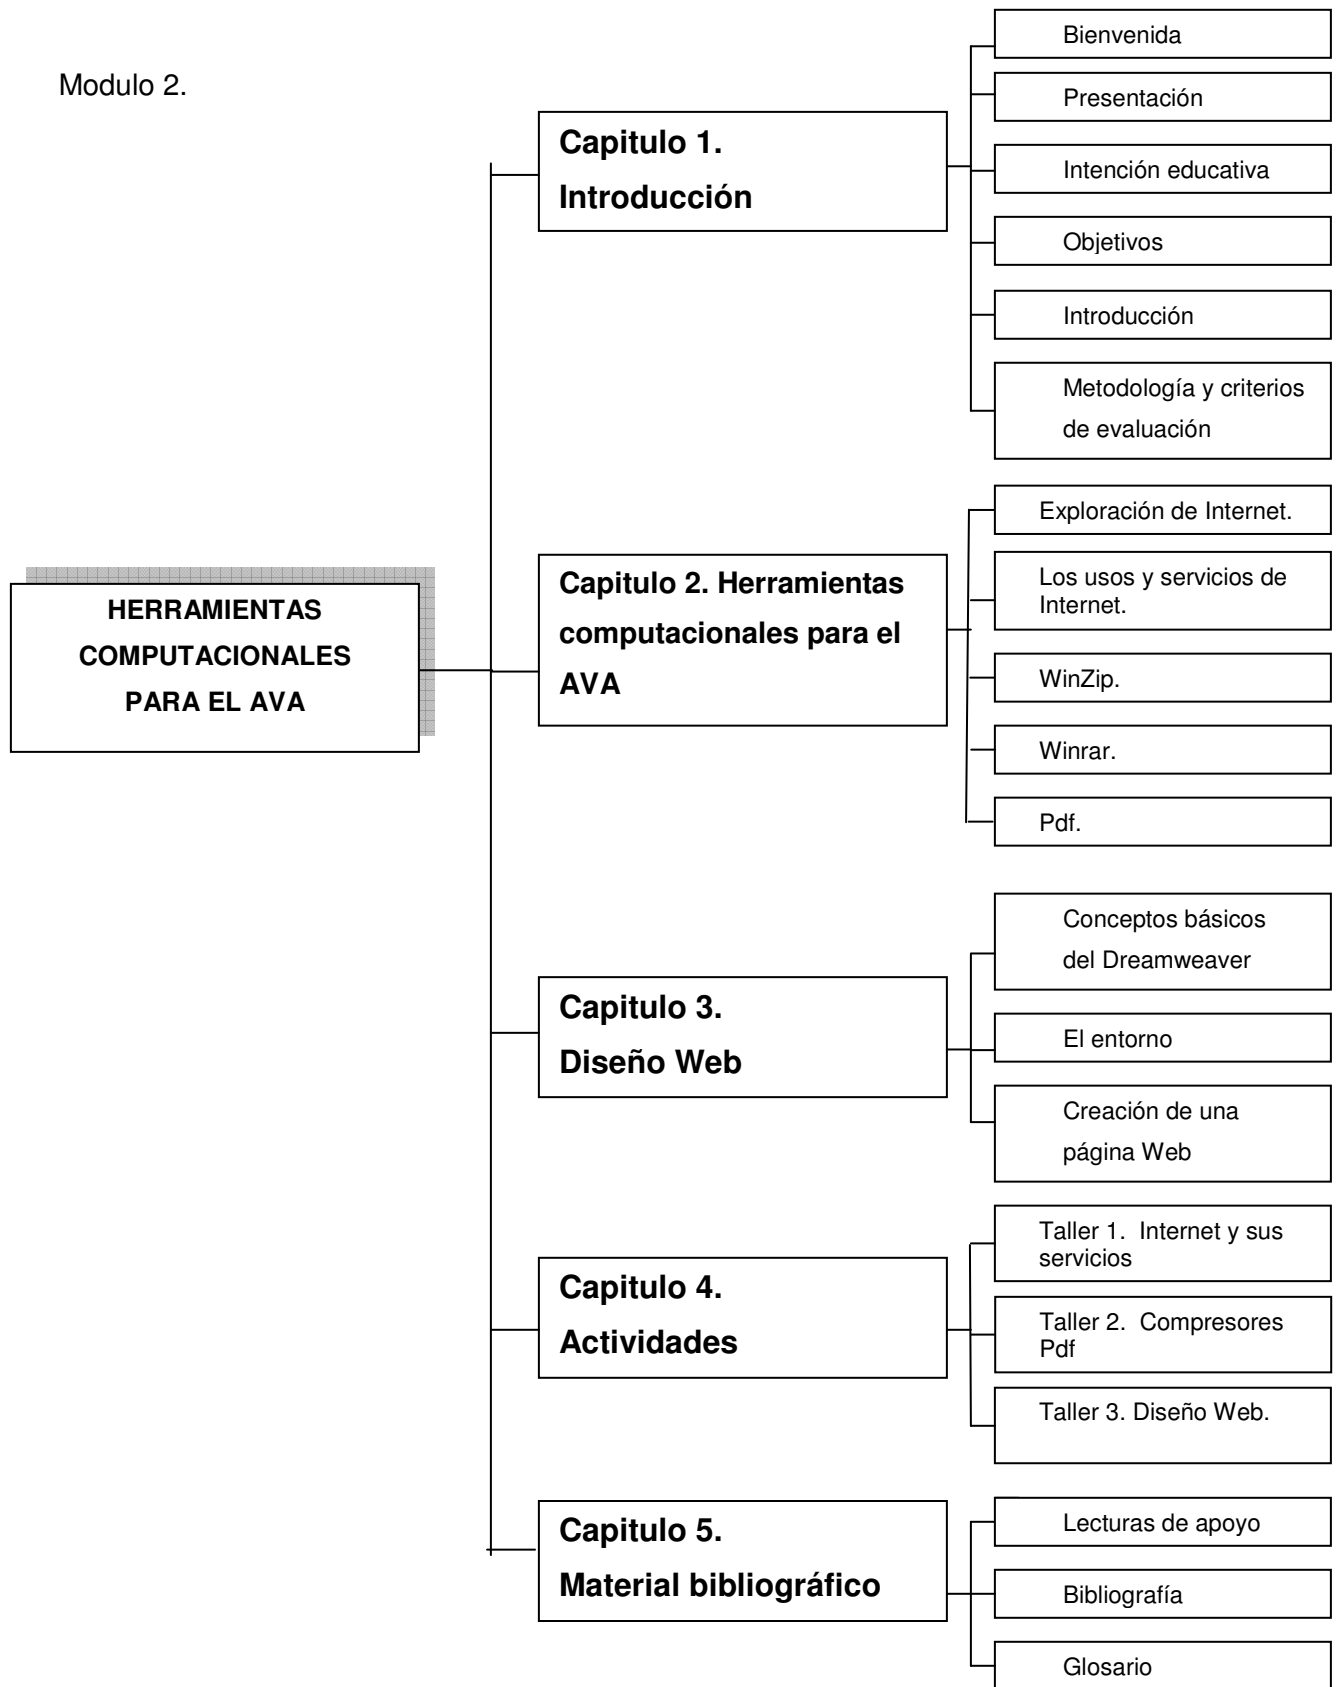 Modulo 2.
HERRAMIENTAS
COMPUTACIONALES
PARA EL AVA
Capitulo 1.
Introducción
Bienvenida
Presentación
Intención educativa
Objetivos
Introducción
Metodología y criterios
de evaluación
Capitulo 2. Herramientas
computacionales para el
AVA
Exploración de Internet.
Los usos y servicios de
Internet.
WinZip.
Winrar.
Pdf.
Capitulo 3.
Diseño Web
Conceptos básicos
del Dreamweaver
El entorno
Creación de una
página Web
Capitulo 4.
Actividades
Taller 1.  Internet y sus
servicios
Taller 2.  Compresores
Pdf
Taller 3. Diseño Web.
Capitulo 5.
Material bibliográfico
Lecturas de apoyo
Bibliografía
Glosario